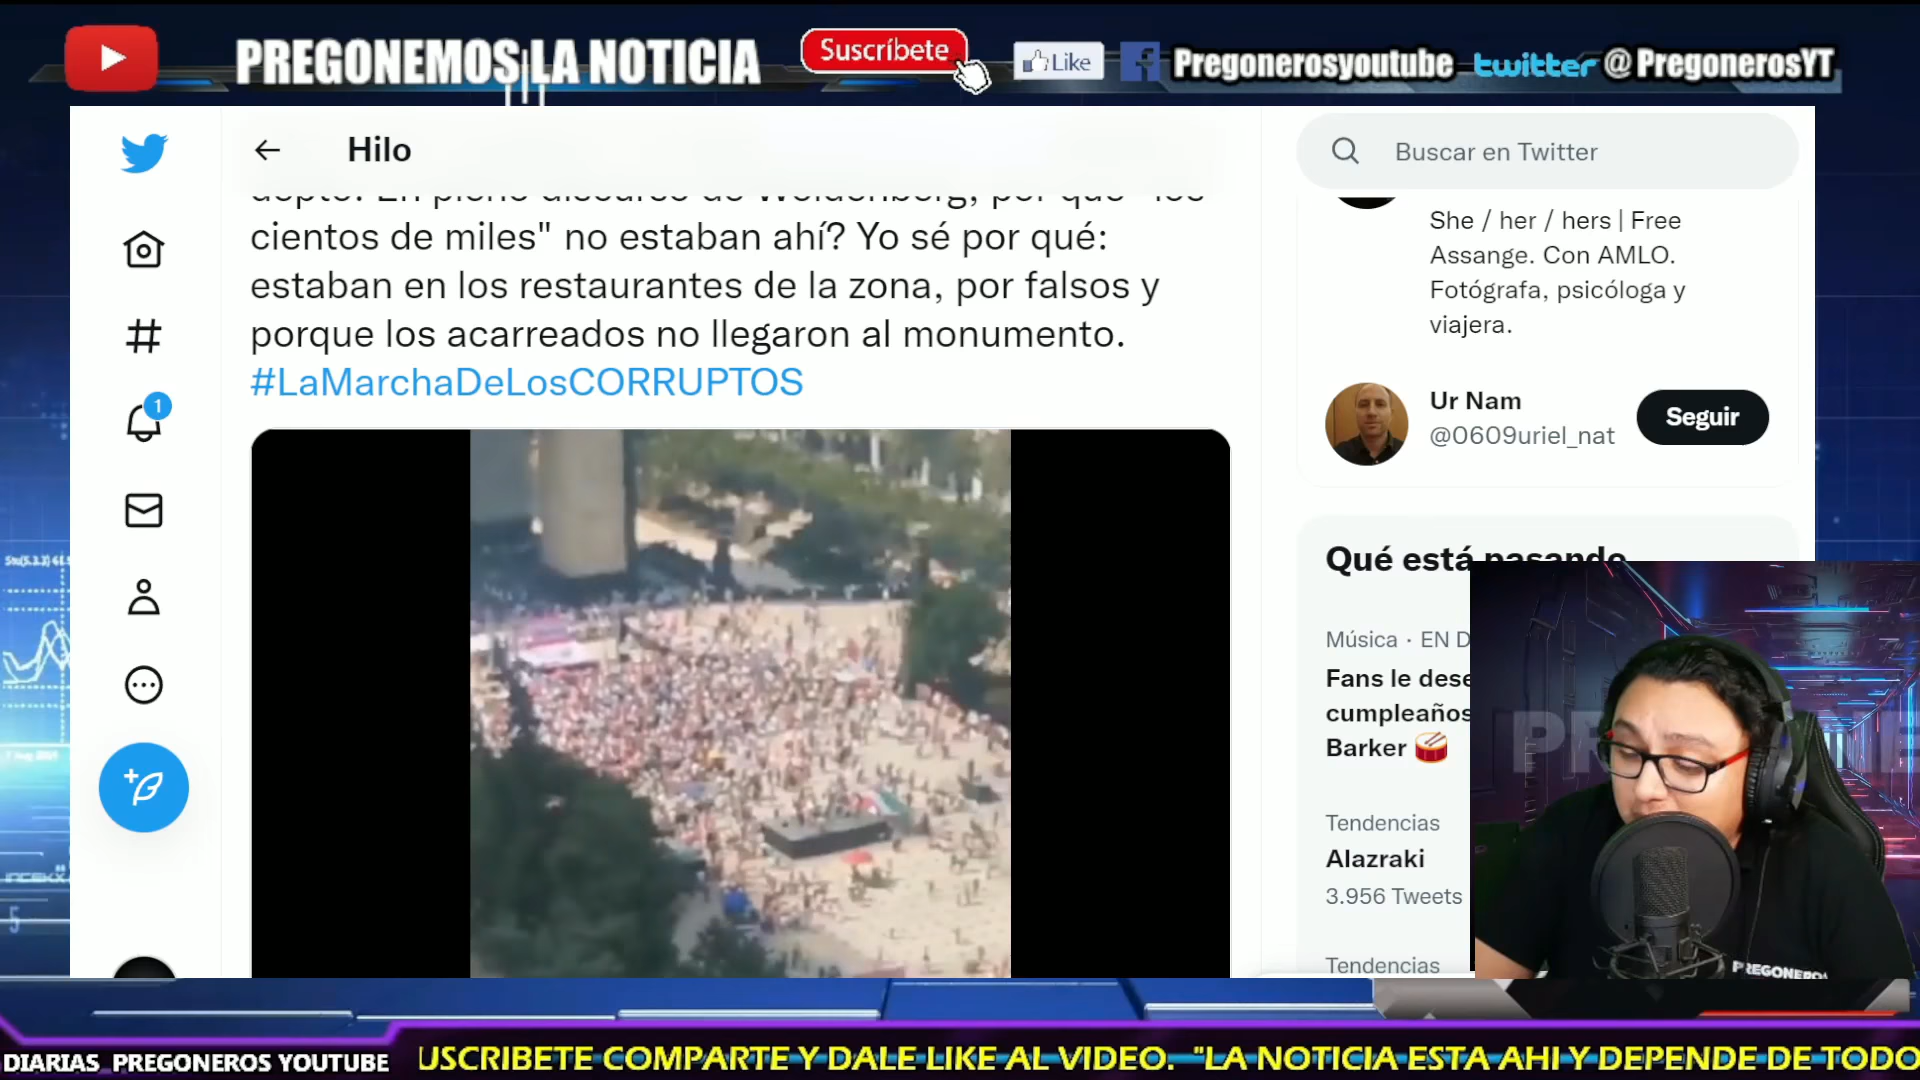 PREGONEMOS LA NOTICIA
Suscríbete
Like
Pregonerosyoutube
twitter @PregonerosYT
Hilo
Buscar en Twitter
cientos de miles" no estaban ahí? Yo sé por qué:
estaban en los restaurantes de la zona, por falsos y
porque los acarreados no llegaron al monumento.
#LaMarchaDeLosCORRUPTOS
1
She / her / hers | Free
Assange. Con AMLO.
Fotógrafa, psicóloga y
viajera.
Ur Nam
@0609uriel_nat
Seguir
Qué está pasando
Música · EN D
Fans le dese
cumpleaños
Barker
Tendencias
Alazraki
3.956 Tweets
Tendencias
PREGONEROS
DIARIAS PREGONEROS YOUTUBE
USCRIBETE COMPARTE Y DALE LIKE AL VIDEO. "LA NOTICIA ESTA AHI Y DEPENDE DE TODO